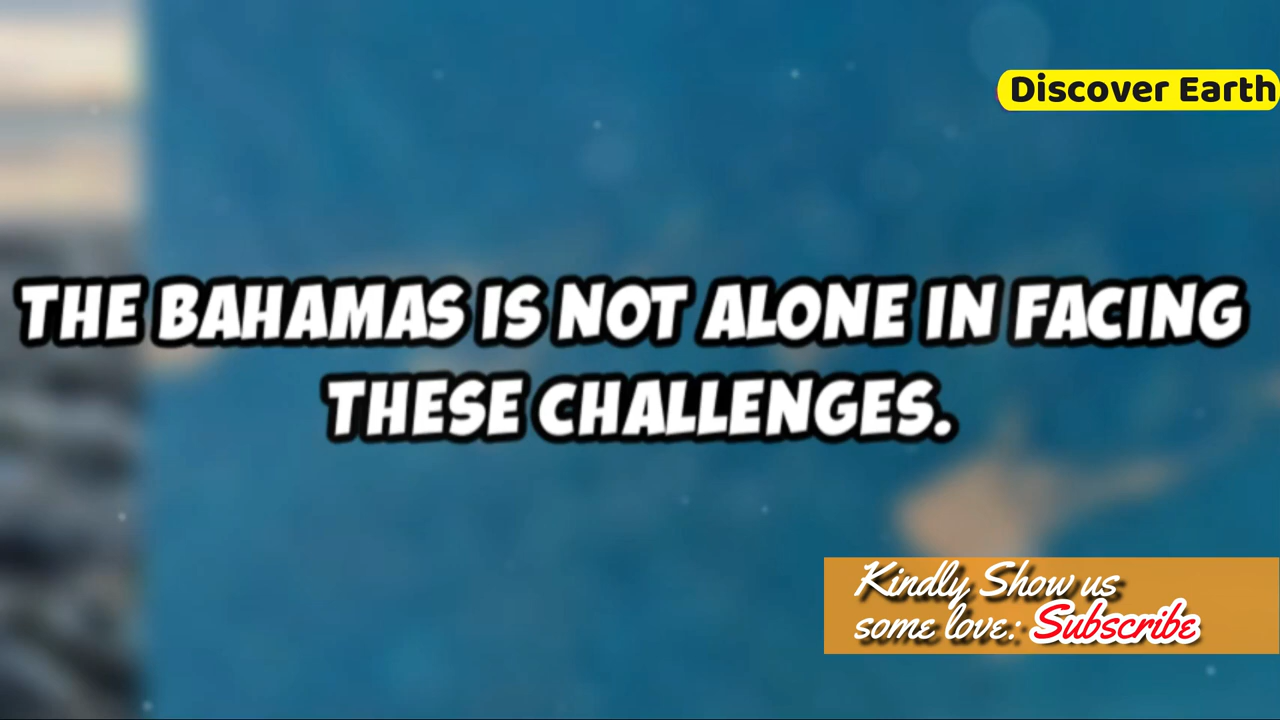 Discover Earth
THE BAHAMAS IS NOT ALONE IN FACING
THESE CHALLENGES.
Kindly Show us
some love: Subscribe